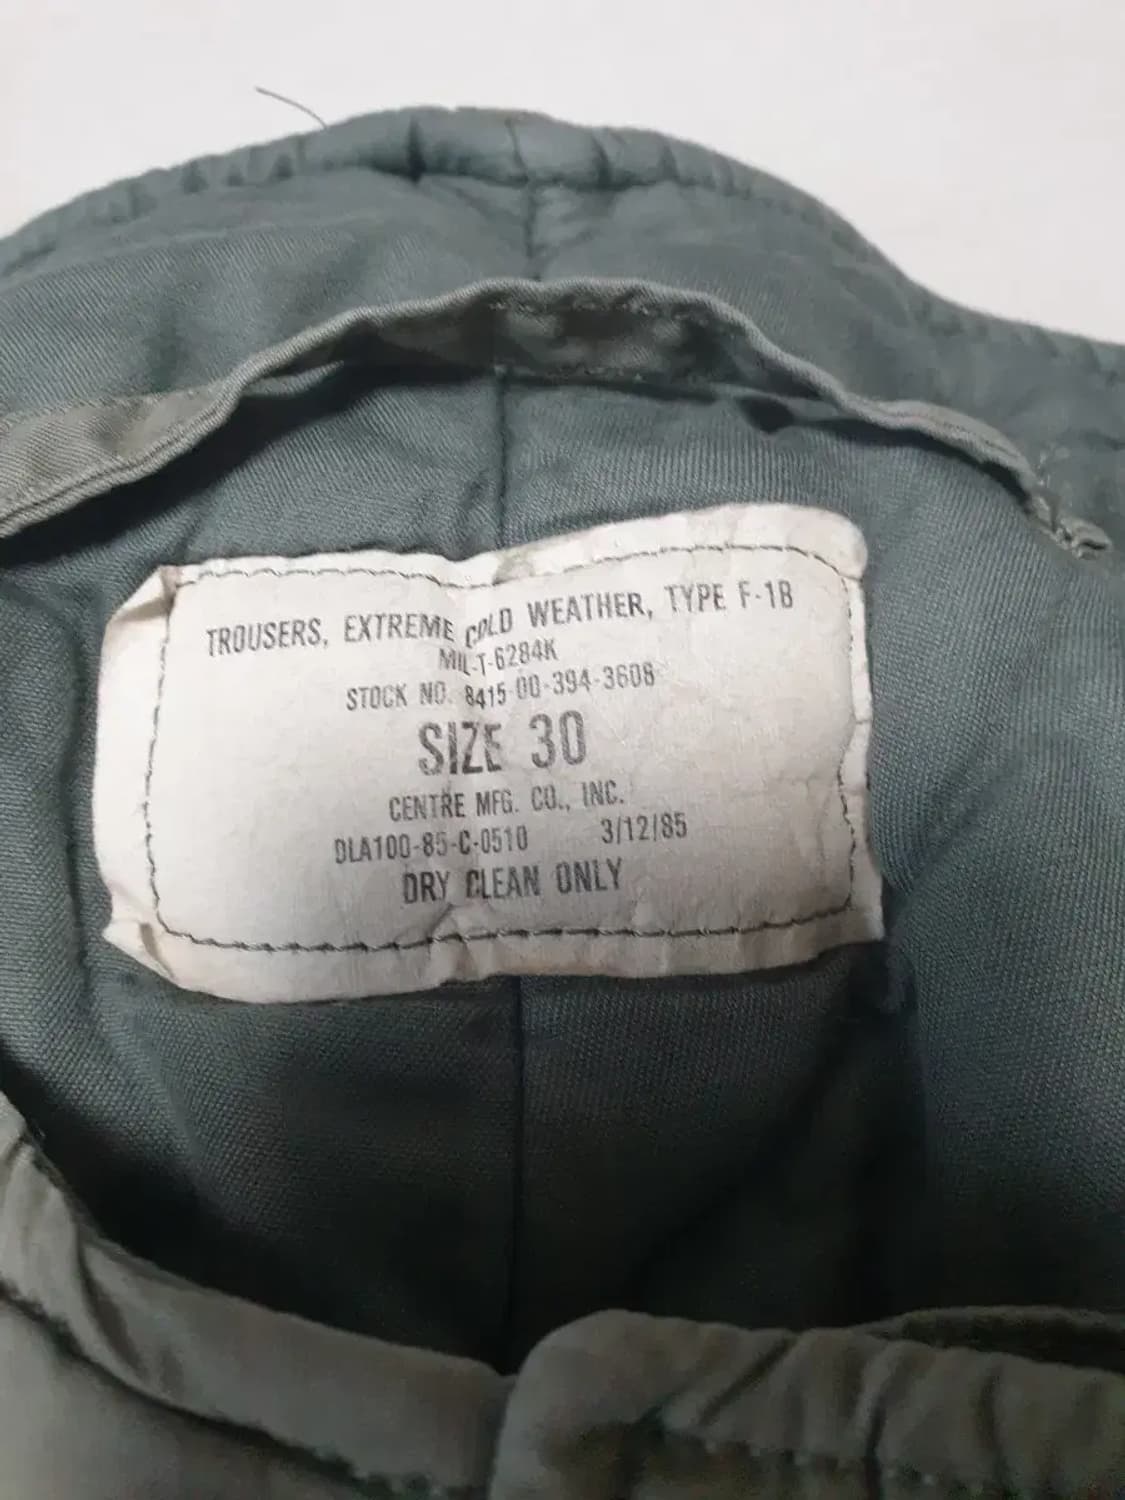 TROUSERS, EXTREME COLD WEATHER, TYPE F-1B
MIL-T-6284K
STOCK NO. 8415-00-394-3608
SIZE 30
CENTRE MFG. CO., INC.
DLA100-85-C-0510 3/12/85
DRY CLEAN ONLY